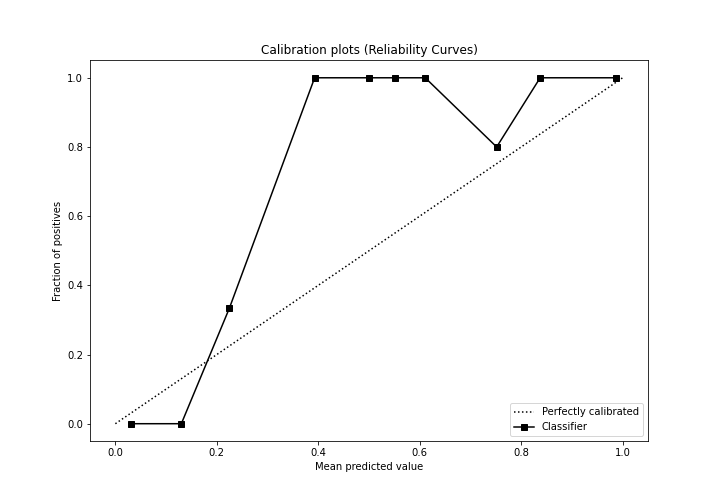 Calibration plots (Reliability Curves)
1.0
0.8
0.6
0.4
0.2
0.0
Fraction of positives
0.0 0.2 0.4 0.6 0.8 1.0
Mean predicted value
Perfectly calibrated
Classifier